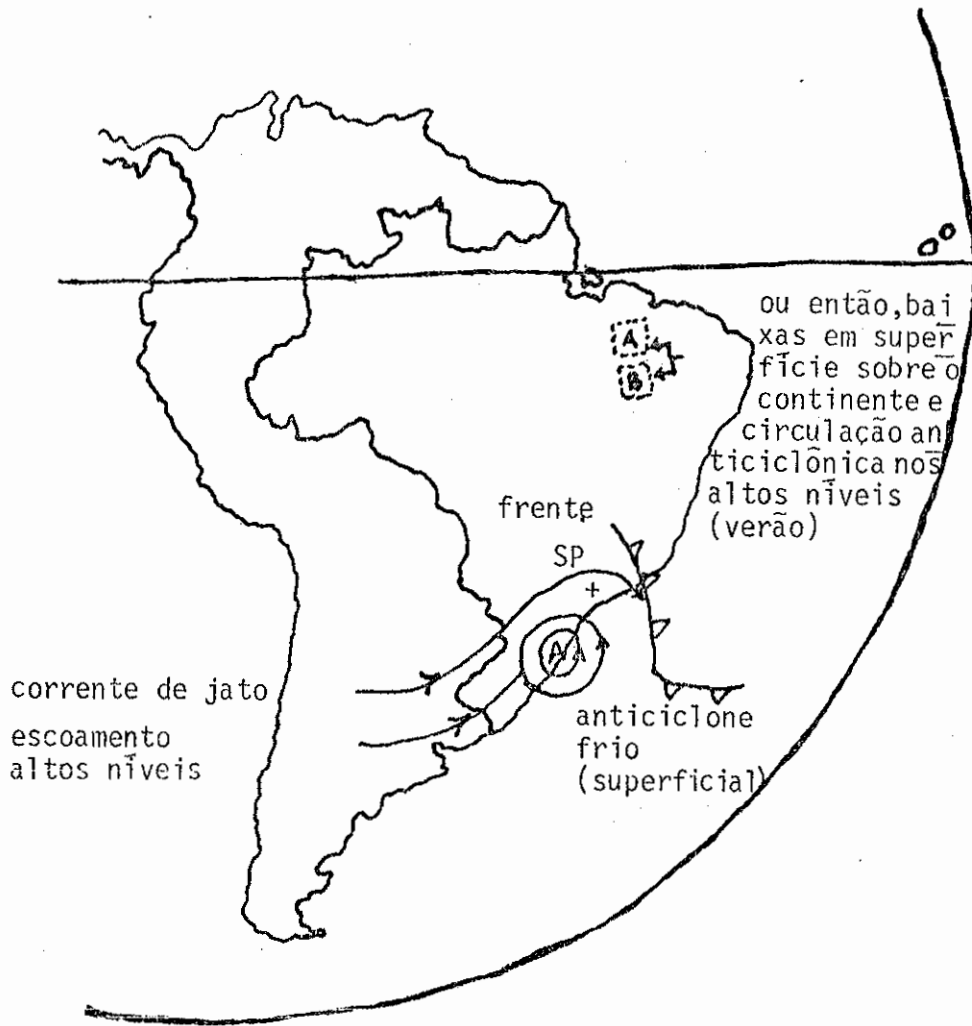 A
B
ou então,bai
xas em super
fície sobre o
continente e
circulação an
ticiclônica nos
altos níveis
(verão)
frente
SP
+
A
corrente de jato
escoamento
altos níveis
anticiclone
frio
(superficial)